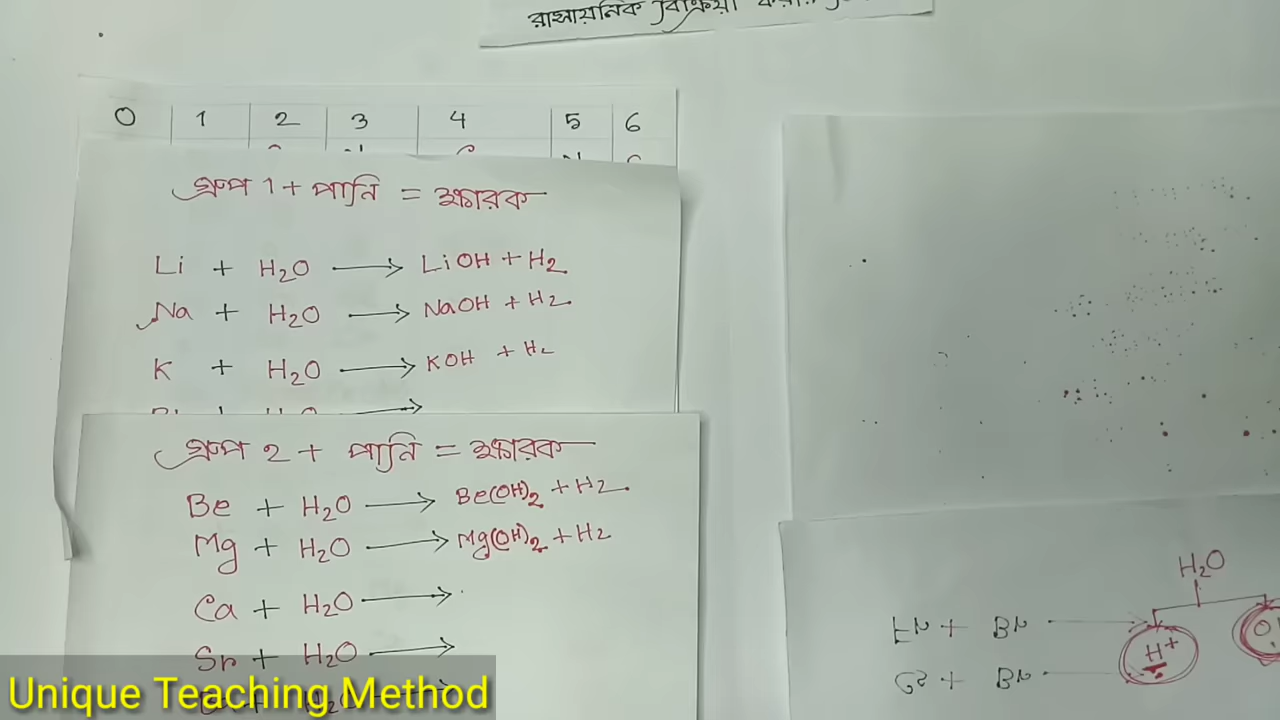 রাসায়নিক বিক্রিয়া করার
0 1 2 3 4 5 6
গ্রুপ 1 + পানি = ক্ষারক
Li + H₂O ⟶ LiOH + H₂
Na + H₂O ⟶ NaOH + H₂
K + H₂O ⟶ KOH + H₂
গ্রুপ 2 + পানি = ক্ষারক
Be + H₂O ⟶ Be(OH)₂ + H₂
Mg + H₂O ⟶ Mg(OH)₂ + H₂
Ca + H₂O ⟶
Sr + H₂O ⟶
H₂O
H⁺
Unique Teaching Method